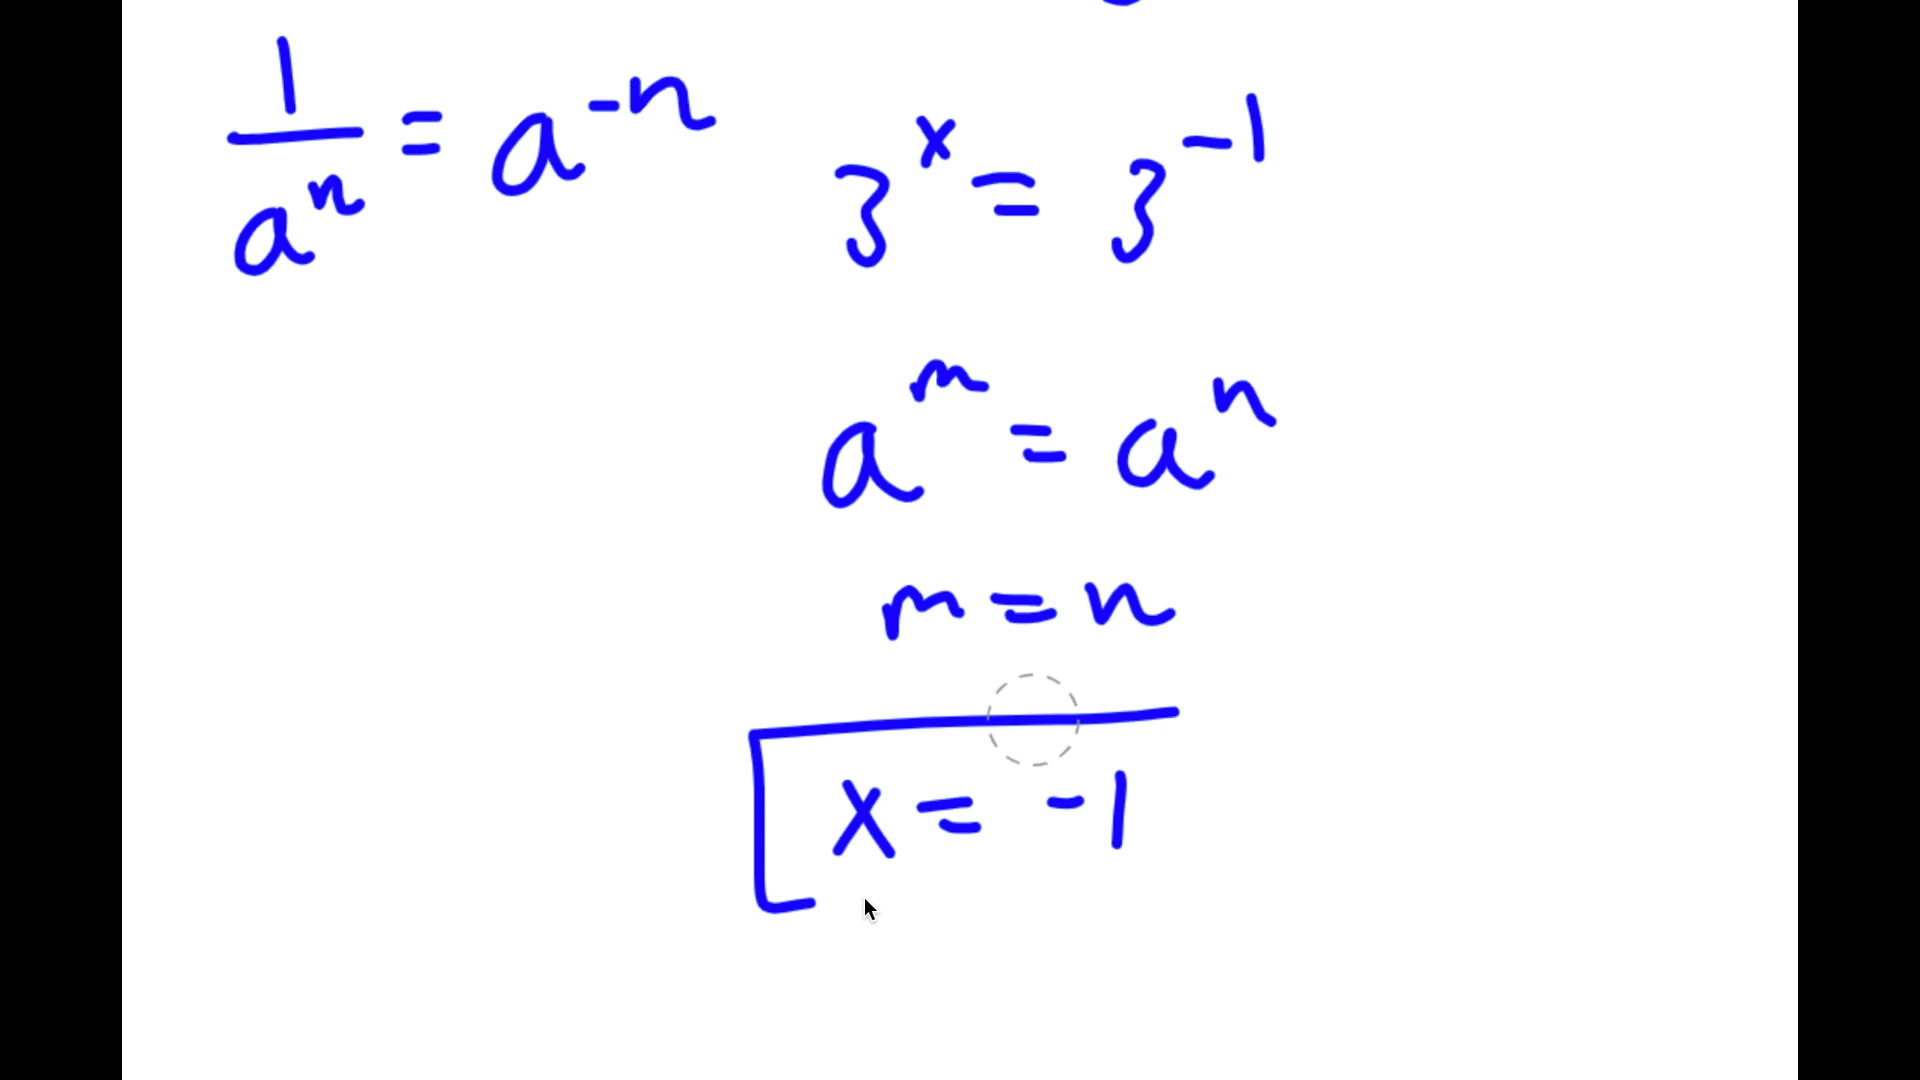 1/aⁿ = a⁻ⁿ
3ˣ = 3⁻¹
aᵐ = aⁿ
m = n
x = -1